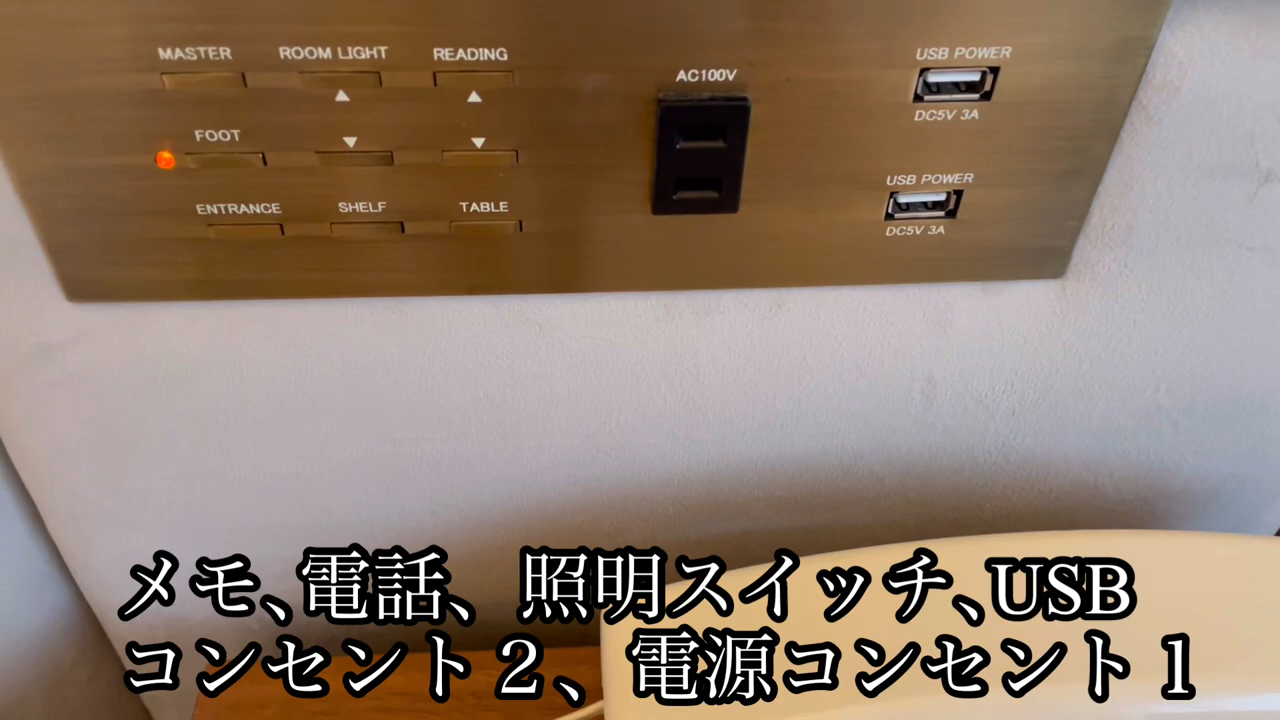 MASTER ROOM LIGHT READING
▲ ▲
FOOT
▼ ▼
ENTRANCE SHELF TABLE
AC100V
USB POWER
DC5V 3A
USB POWER
DC5V 3A
メモ、電話、照明スイッチ、USB
コンセント２、電源コンセント１